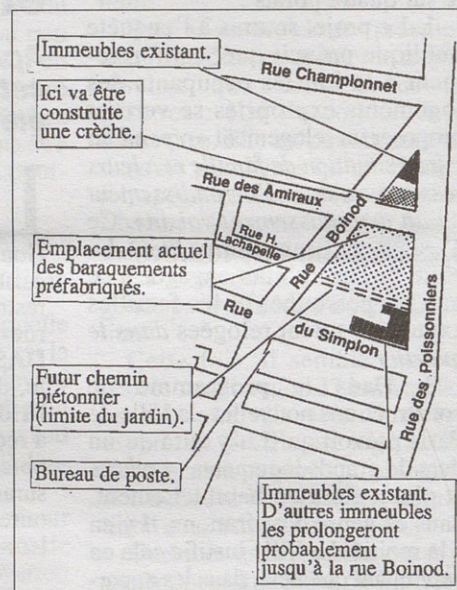 Immeubles existant.
Rue Championnet
Ici va être
construite
une crèche.
Rue des Amiraux
Rue H.
Lachapelle
Rue Boinod
Emplacement actuel
des baraquements
préfabriqués.
Rue du Simplon
Rue des Poissonniers
Futur chemin
piétonnier
(limite du jardin).
Bureau de poste.
Immeubles existant.
D'autres immeubles
les prolongeront
probablement
jusqu'à la rue Boinod.